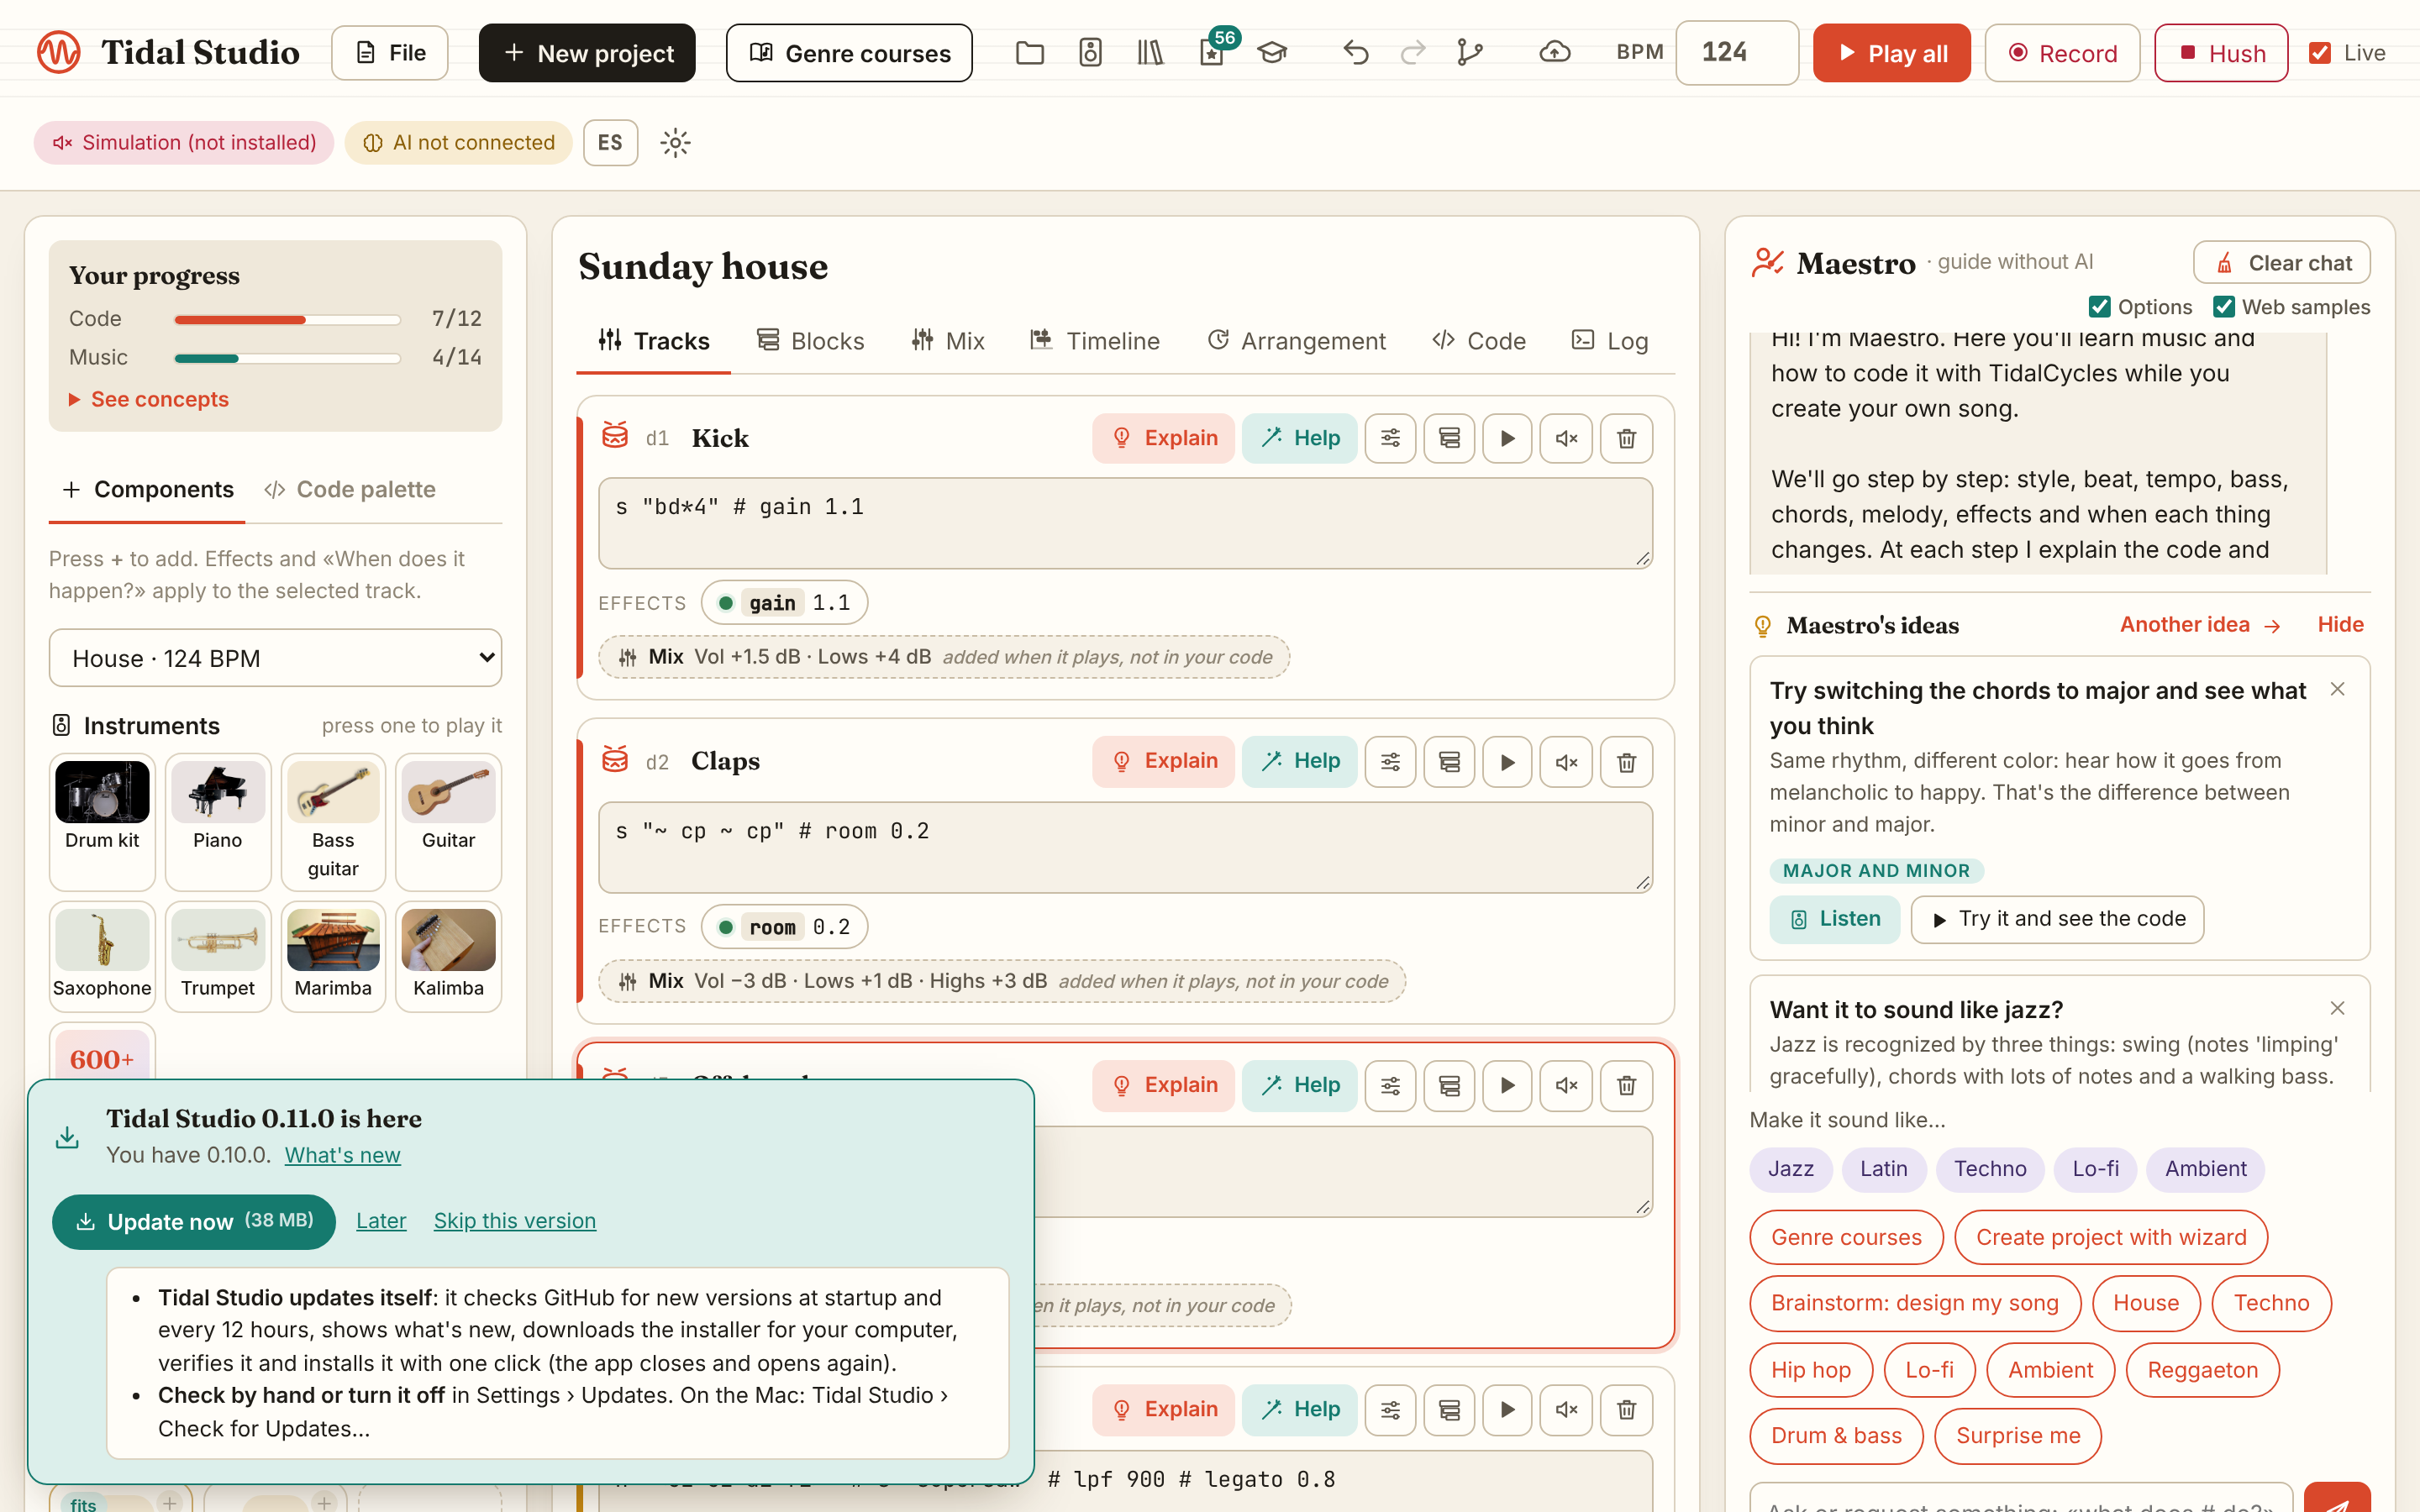 Tidal Studio
File
+ New project
Genre courses
56
BPM
124
Play all
Record
Hush
Live
Simulation (not installed)
AI not connected
ES
Your progress
Code
7/12
Music
4/14
See concepts
Components
Code palette
Press + to add. Effects and «When does it
happen?» apply to the selected track.
House · 124 BPM
Instruments
press one to play it
Drum kit
Piano
Bass
guitar
Guitar
Saxophone
Trumpet
Marimba
Kalimba
600+
fits
Sunday house
Tracks
Blocks
Mix
Timeline
Arrangement
Code
Log
d1
Kick
Explain
Help
s "bd*4" # gain 1.1
EFFECTS
gain 1.1
Mix Vol +1.5 dB · Lows +4 dB added when it plays, not in your code
d2
Claps
Explain
Help
s "~ cp ~ cp" # room 0.2
EFFECTS
room 0.2
Mix Vol −3 dB · Lows +1 dB · Highs +3 dB added when it plays, not in your code
Explain
Help
it plays, not in your code
Explain
Help
# lpf 900 # legato 0.8
Tidal Studio 0.11.0 is here
You have 0.10.0. What's new
Update now (38 MB)
Later
Skip this version
• Tidal Studio updates itself: it checks GitHub for new versions at startup and
every 12 hours, shows what's new, downloads the installer for your computer,
verifies it and installs it with one click (the app closes and opens again).
• Check by hand or turn it off in Settings › Updates. On the Mac: Tidal Studio ›
Check for Updates...
Maestro · guide without AI
Clear chat
Options
Web samples
Hi! I'm Maestro. Here you'll learn music and
how to code it with TidalCycles while you
create your own song.
We'll go step by step: style, beat, tempo, bass,
chords, melody, effects and when each thing
changes. At each step I explain the code and
Maestro's ideas
Another idea →
Hide
Try switching the chords to major and see what
you think
Same rhythm, different color: hear how it goes from
melancholic to happy. That's the difference between
minor and major.
MAJOR AND MINOR
Listen
Try it and see the code
Want it to sound like jazz?
Jazz is recognized by three things: swing (notes 'limping'
gracefully), chords with lots of notes and a walking bass.
Make it sound like...
Jazz
Latin
Techno
Lo-fi
Ambient
Genre courses
Create project with wizard
Brainstorm: design my song
House
Techno
Hip hop
Lo-fi
Ambient
Reggaeton
Drum & bass
Surprise me
Ask or request something: «what does # do?»